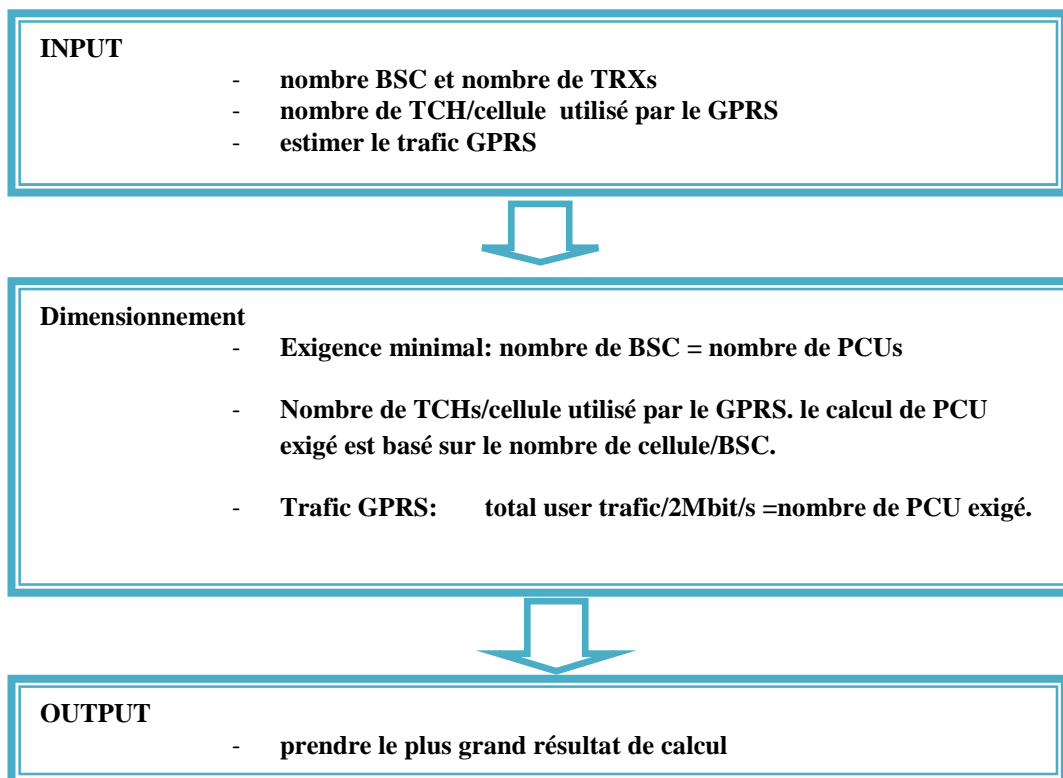 INPUT
- nombre BSC et nombre de TRXs
- nombre de TCH/cellule utilisé par le GPRS
- estimer le trafic GPRS
Dimensionnement
- Exigence minimal: nombre de BSC = nombre de PCUs
- Nombre de TCHs/cellule utilisé par le GPRS. le calcul de PCU
exigé est basé sur le nombre de cellule/BSC.
- Trafic GPRS: total user trafic/2Mbit/s =nombre de PCU exigé.
OUTPUT
- prendre le plus grand résultat de calcul